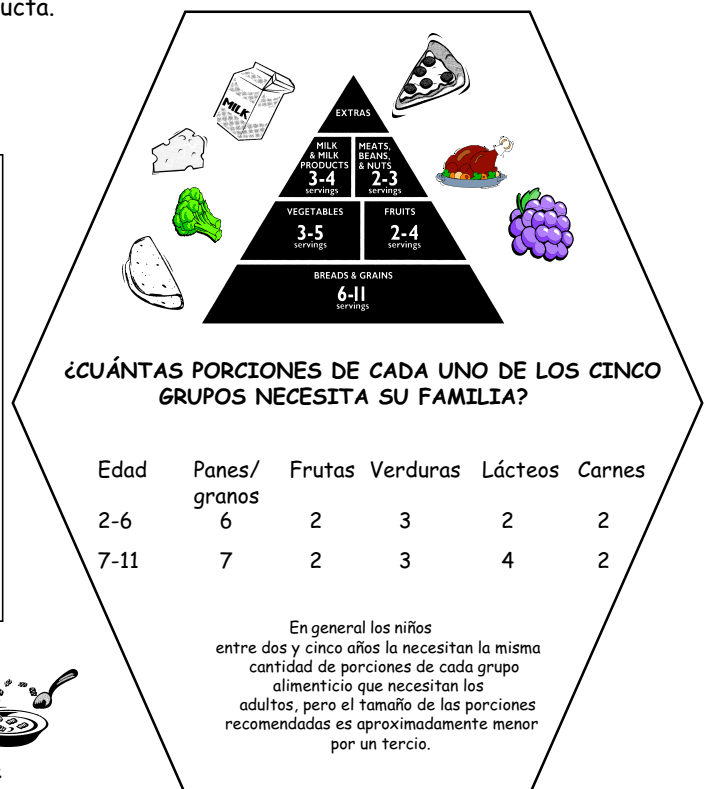 ucta.
MILK
EXTRAS
MILK
& MILK
PRODUCTS
3-4
servings
MEATS,
BEANS,
& NUTS
2-3
servings
VEGETABLES
3-5
servings
FRUITS
2-4
servings
BREADS & GRAINS
6-11
servings
¿CUÁNTAS PORCIONES DE CADA UNO DE LOS CINCO
GRUPOS NECESITA SU FAMILIA?
Edad Panes/ Frutas Verduras Lácteos Carnes
granos
2-6 6 2 3 2 2
7-11 7 2 3 4 2
En general los niños
entre dos y cinco años la necesitan la misma
cantidad de porciones de cada grupo
alimenticio que necesitan los
adultos, pero el tamaño de las porciones
recomendadas es aproximadamente menor
por un tercio.